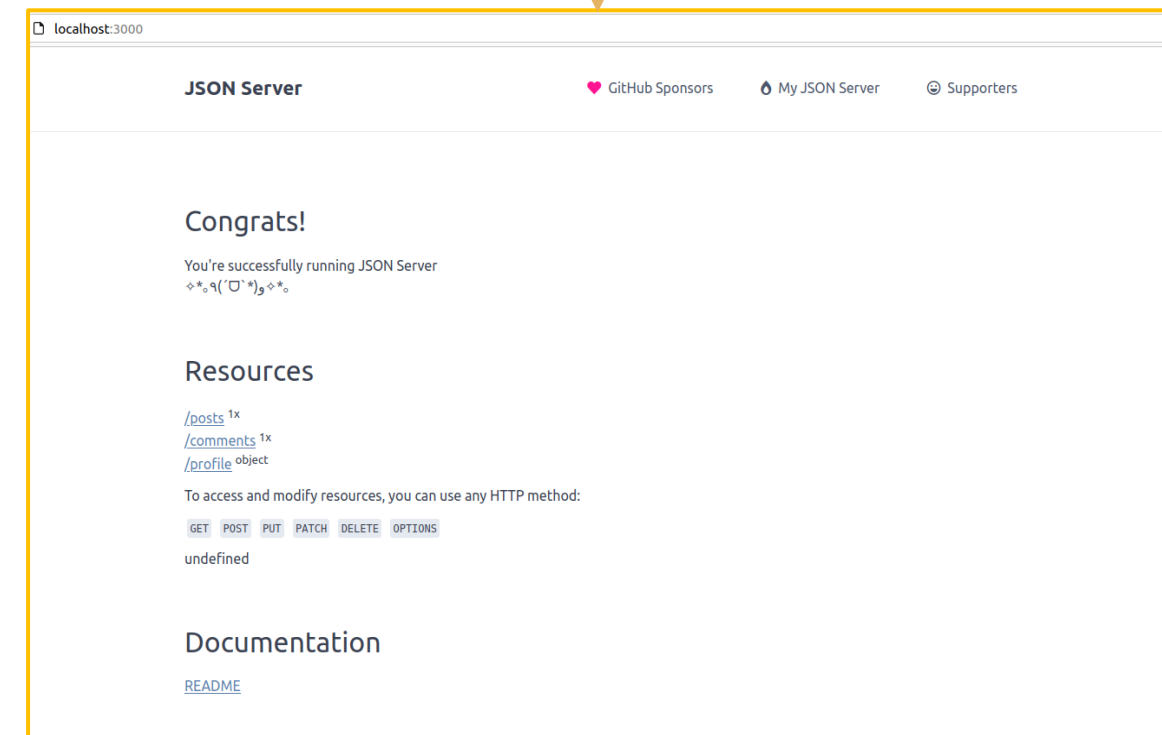 localhost:3000
JSON Server
GitHub Sponsors
My JSON Server
Supporters
Congrats!
You're successfully running JSON Server
✧*｡٩(ˊᗜˋ*)و✧*｡
Resources
/posts 1x
/comments 1x
/profile object
To access and modify resources, you can use any HTTP method:
GET POST PUT PATCH DELETE OPTIONS
undefined
Documentation
README